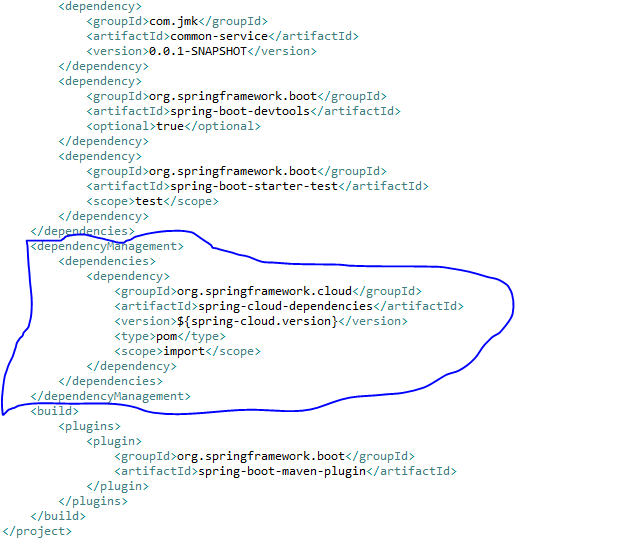 <dependency>
<groupId>com.jmk</groupId>
<artifactId>common-service</artifactId>
<version>0.0.1-SNAPSHOT</version>
</dependency>
<dependency>
<groupId>org.springframework.boot</groupId>
<artifactId>spring-boot-devtools</artifactId>
<optional>true</optional>
</dependency>
<dependency>
<groupId>org.springframework.boot</groupId>
<artifactId>spring-boot-starter-test</artifactId>
<scope>test</scope>
</dependency>
</dependencies>
<dependencyManagement>
<dependencies>
<dependency>
<groupId>org.springframework.cloud</groupId>
<artifactId>spring-cloud-dependencies</artifactId>
<version>${spring-cloud.version}</version>
<type>pom</type>
<scope>import</scope>
</dependency>
</dependencies>
</dependencyManagement>
<build>
<plugins>
<plugin>
<groupId>org.springframework.boot</groupId>
<artifactId>spring-boot-maven-plugin</artifactId>
</plugin>
</plugins>
</build>
</project>